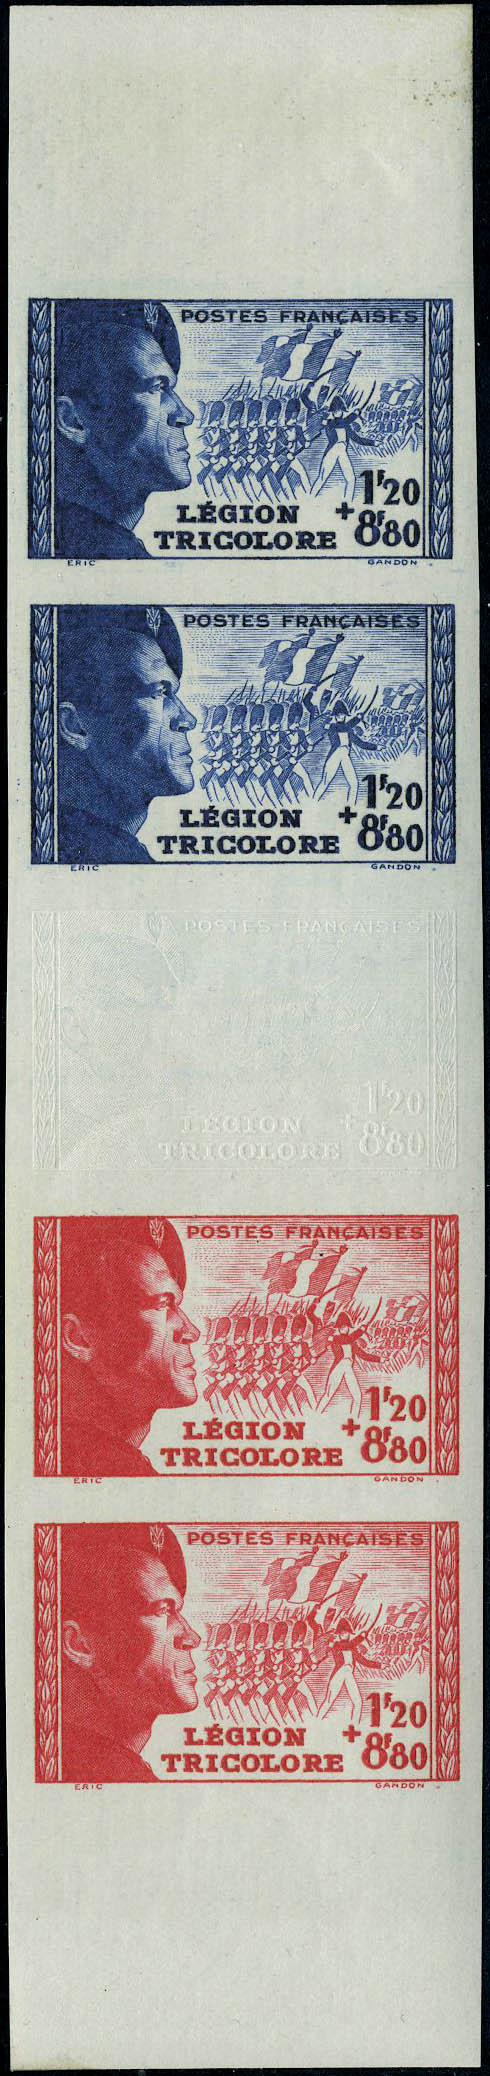 POSTES FRANÇAISES
1F20
+8F80
LÉGION
TRICOLORE
ERIC GANDON
POSTES FRANÇAISES
1F20
+8F80
LÉGION
TRICOLORE
ERIC GANDON
POSTES FRANÇAISES
1F20
+8F80
LÉGION
TRICOLORE
POSTES FRANÇAISES
1F20
+8F80
LÉGION
TRICOLORE
ERIC GANDON
POSTES FRANÇAISES
1F20
+8F80
LÉGION
TRICOLORE
ERIC GANDON